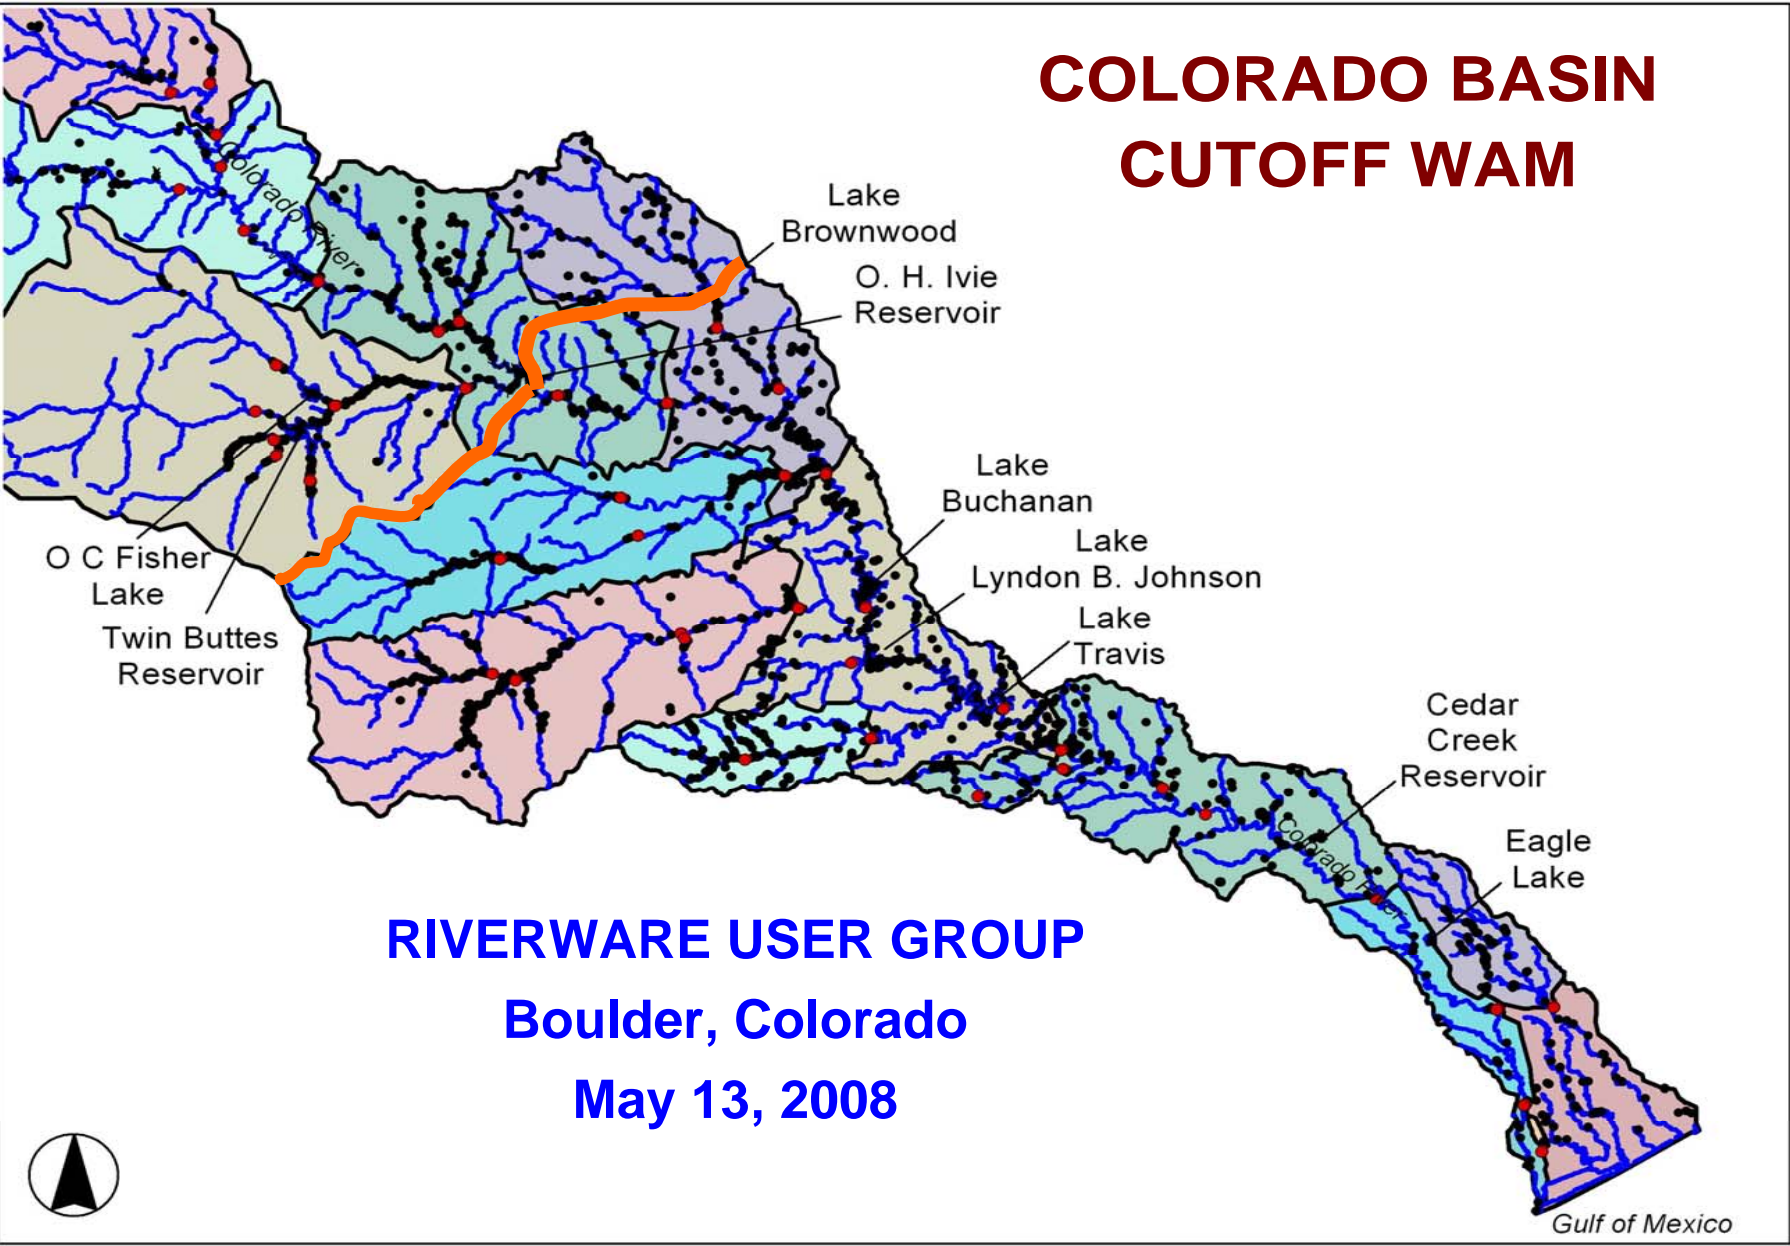 COLORADO BASIN
CUTOFF WAM
Colorado River
Lake
Brownwood
O. H. Ivie
Reservoir
Lake
Buchanan
Lake
Lyndon B. Johnson
Lake
Travis
O C Fisher
Lake
Twin Buttes
Reservoir
Cedar
Creek
Reservoir
Eagle
Lake
Colorado River
RIVERWARE USER GROUP
Boulder, Colorado
May 13, 2008
Gulf of Mexico